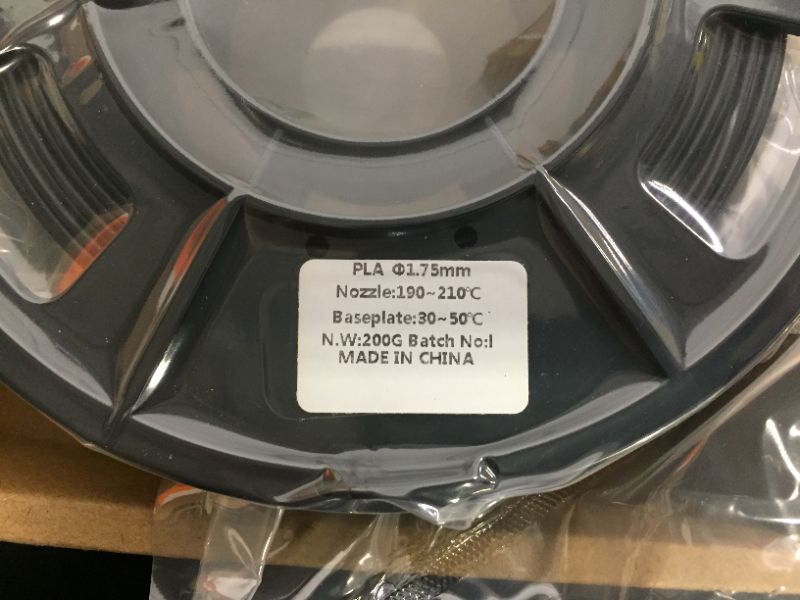 PLA Φ1.75mm
Nozzle:190~210℃
Baseplate:30~50℃
N.W:200G Batch No:l
MADE IN CHINA